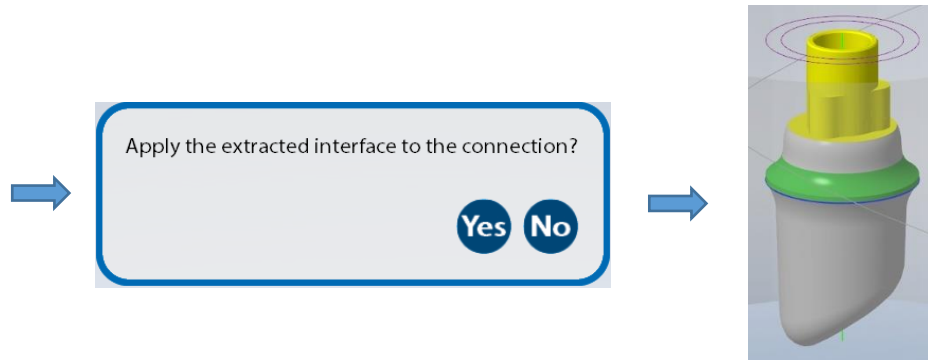 Apply the extracted interface to the connection?
Yes No